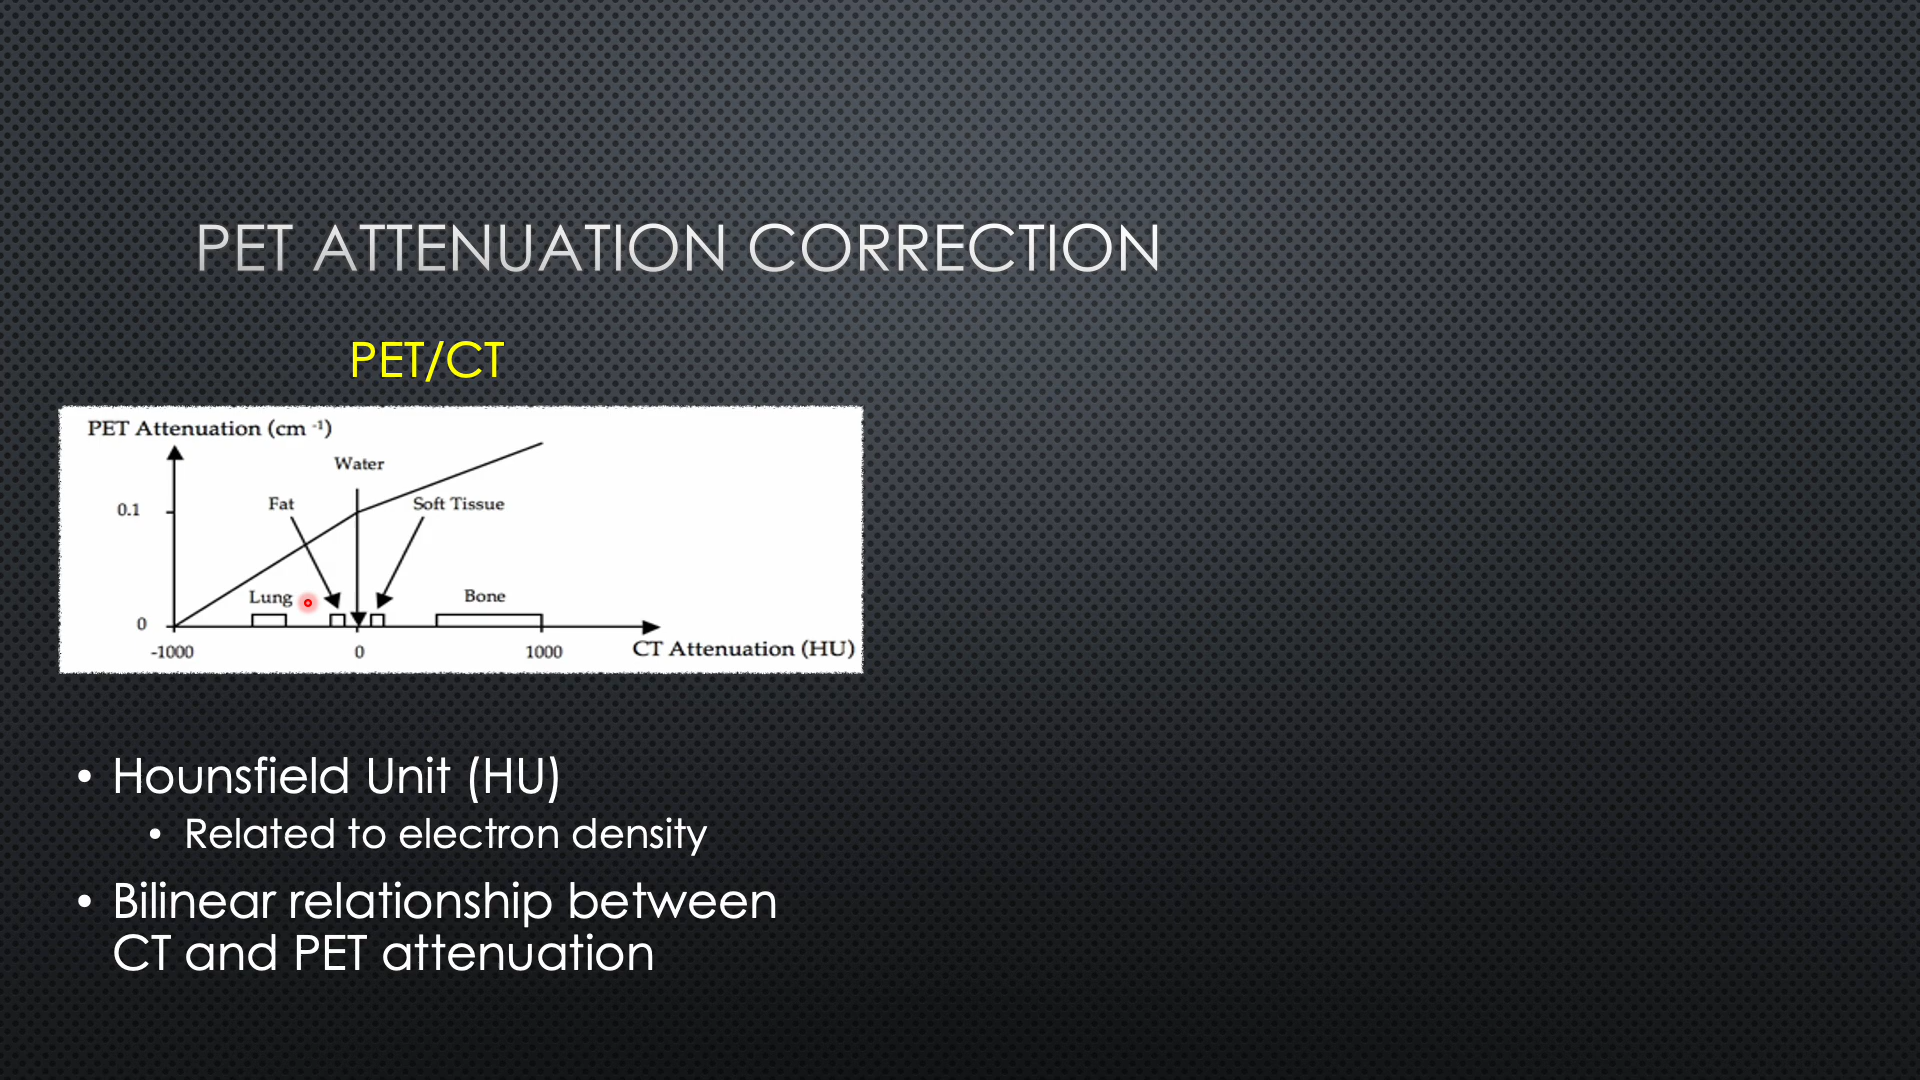 PET ATTENUATION CORRECTION
PET/CT
PET Attenuation (cm ⁻¹)
Water
Fat
Soft Tissue
0.1
Lung
Bone
0
-1000
0
1000
CT Attenuation (HU)
• Hounsfield Unit (HU)
• Related to electron density
• Bilinear relationship between
CT and PET attenuation